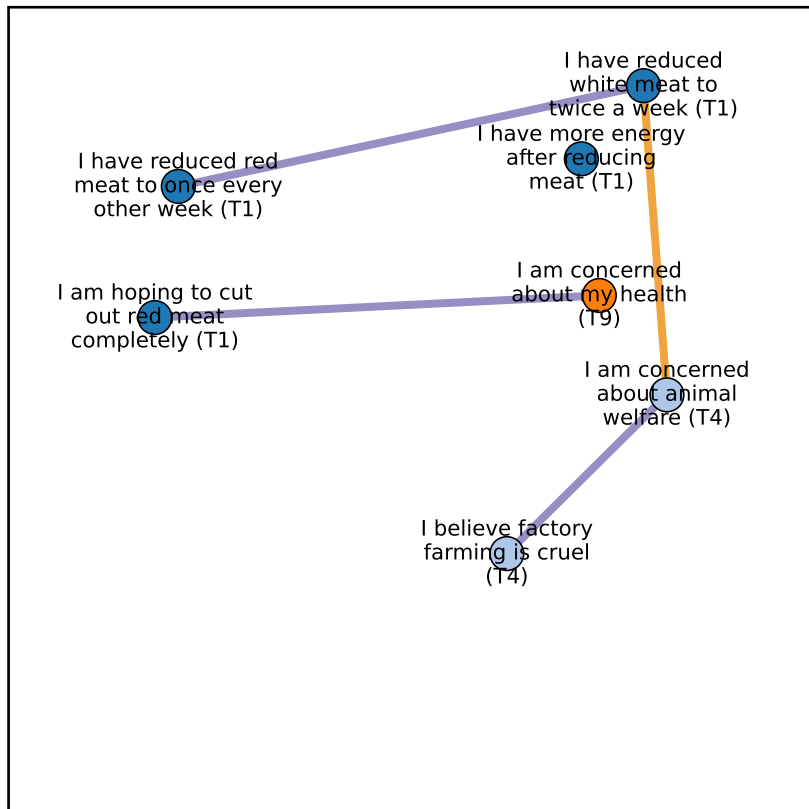 I have reduced
white meat to
twice a week (T1)
I have more energy
after reducing
meat (T1)
I have reduced red
meat to once every
other week (T1)
I am concerned
about my health
(T9)
I am hoping to cut
out red meat
completely (T1)
I am concerned
about animal
welfare (T4)
I believe factory
farming is cruel
(T4)